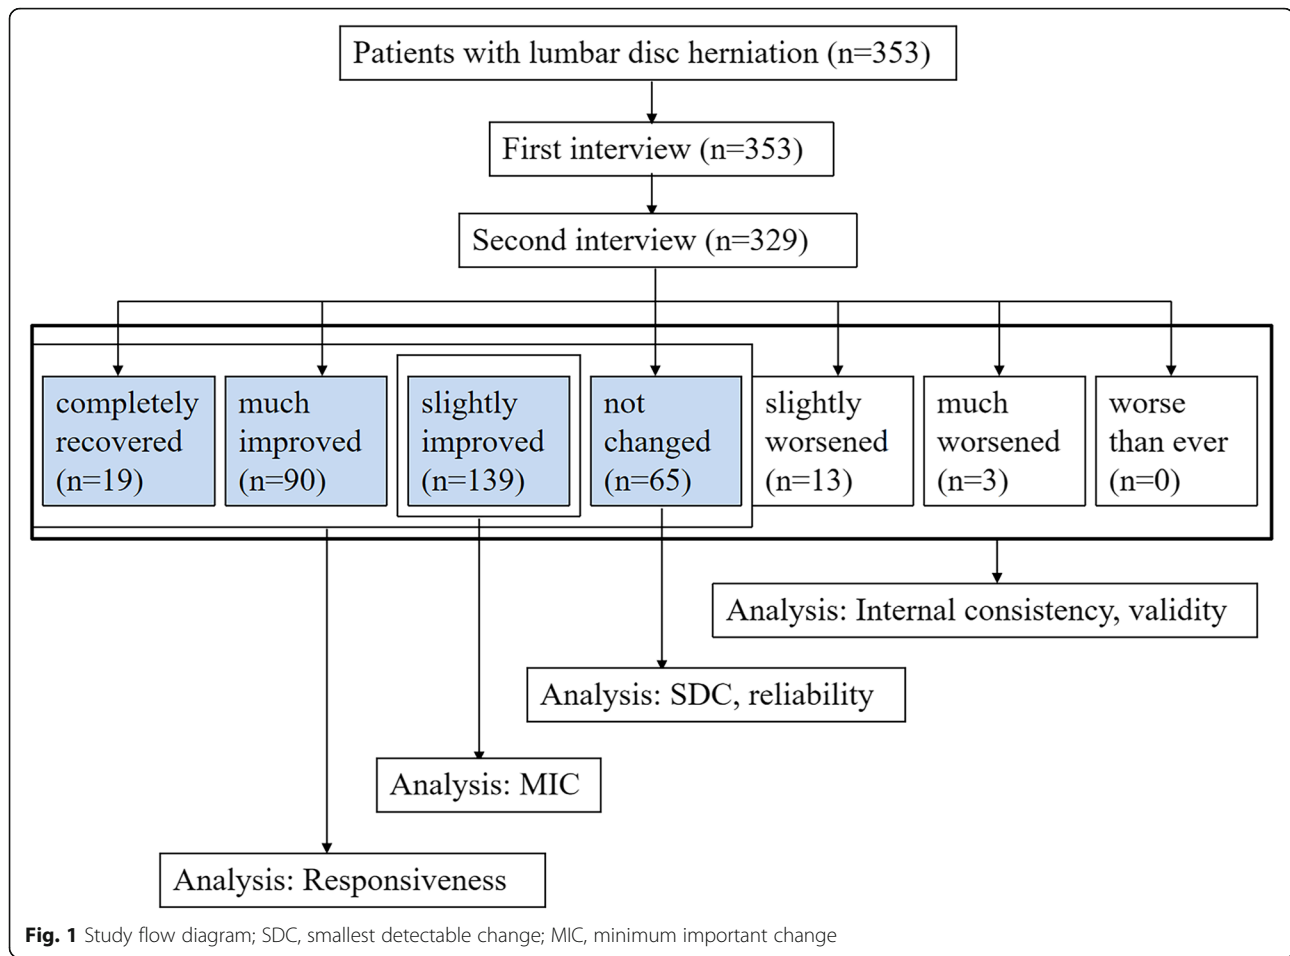 Patients with lumbar disc herniation (n=353)
First interview (n=353)
Second interview (n=329)
completely
recovered
(n=19)
much
improved
(n=90)
slightly
improved
(n=139)
not
changed
(n=65)
slightly
worsened
(n=13)
much
worsened
(n=3)
worse
than ever
(n=0)
Analysis: Internal consistency, validity
Analysis: SDC, reliability
Analysis: MIC
Analysis: Responsiveness
Fig. 1 Study flow diagram; SDC, smallest detectable change; MIC, minimum important change